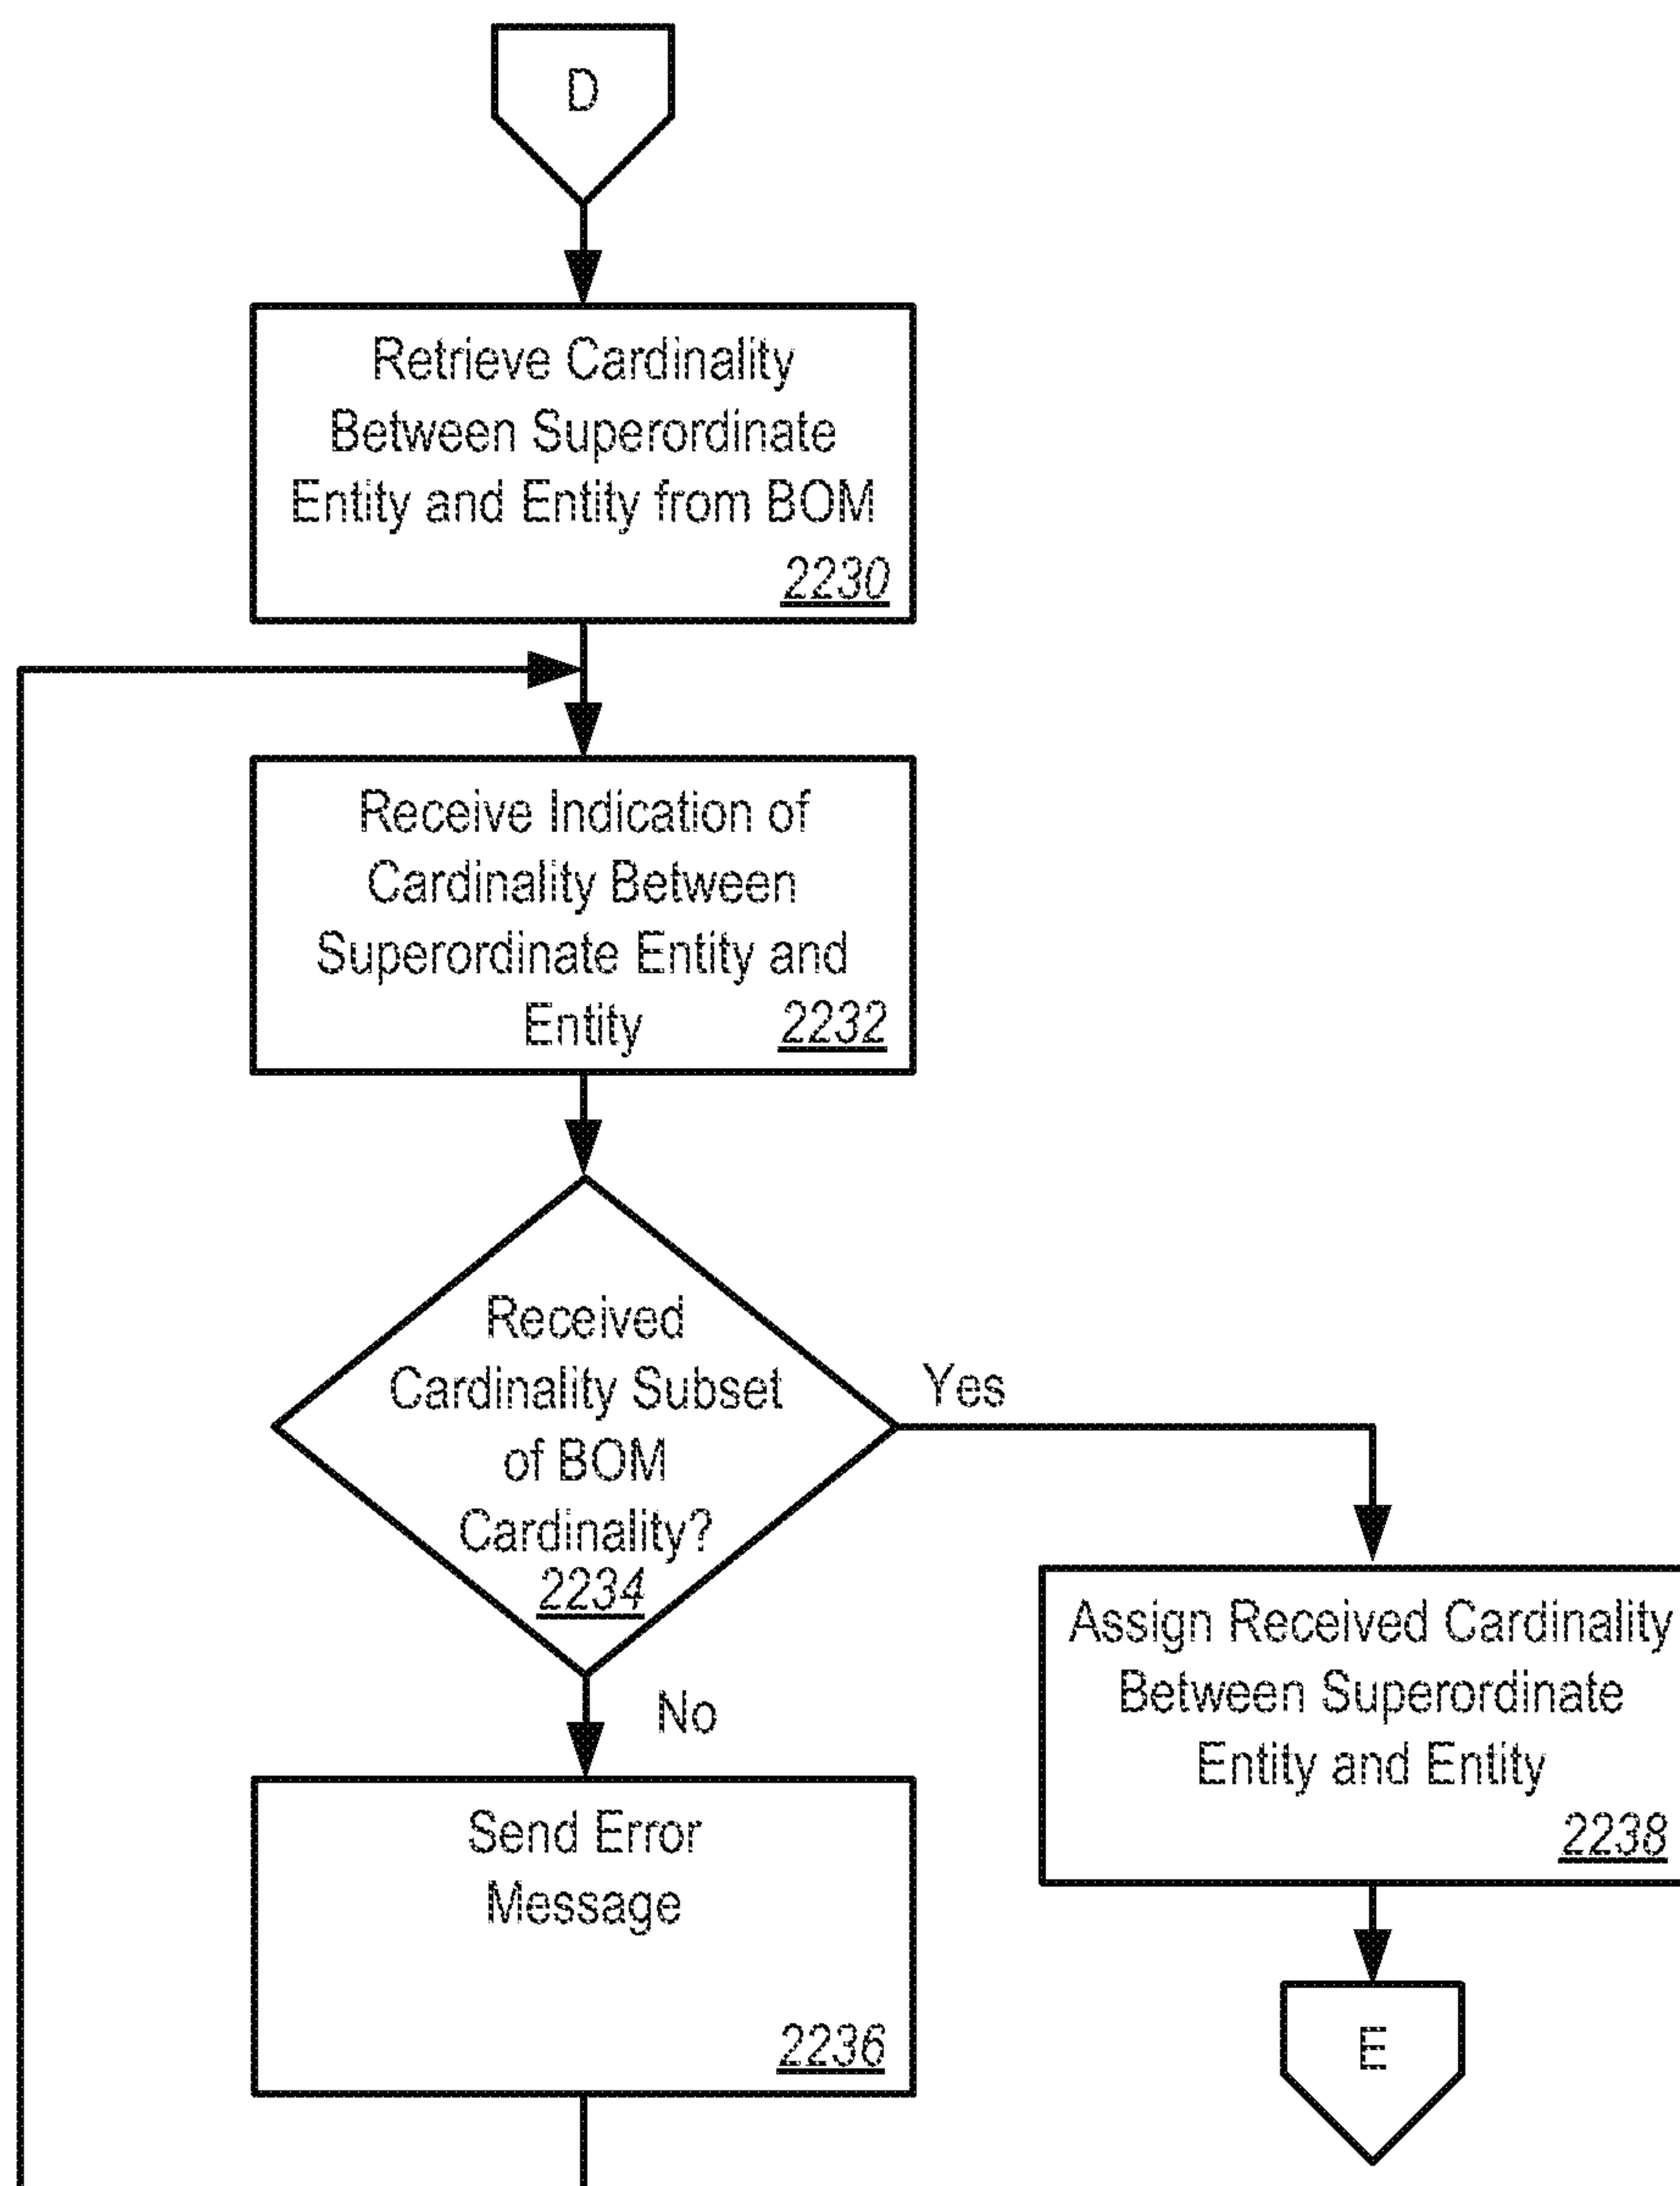 D
Retrieve Cardinality
Between Superordinate
Entity and Entity from BOM
2230
Receive Indication of
Cardinality Between
Superordinate Entity and
Entity 2232
Received
Cardinality Subset
of BOM
Cardinality?
2234
Yes
No
Send Error
Message
2236
Assign Received Cardinality
Between Superordinate
Entity and Entity
2238
E